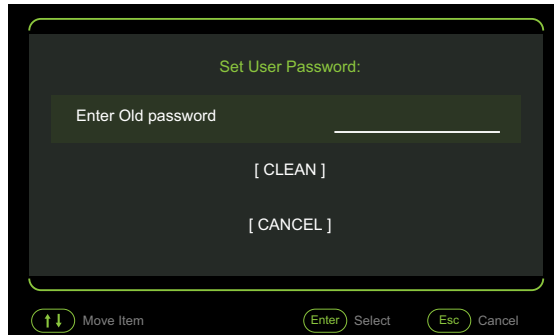 Set User Password:
Enter Old password
[ CLEAN ]
[ CANCEL ]
↑↓ Move Item Enter Select Esc Cancel